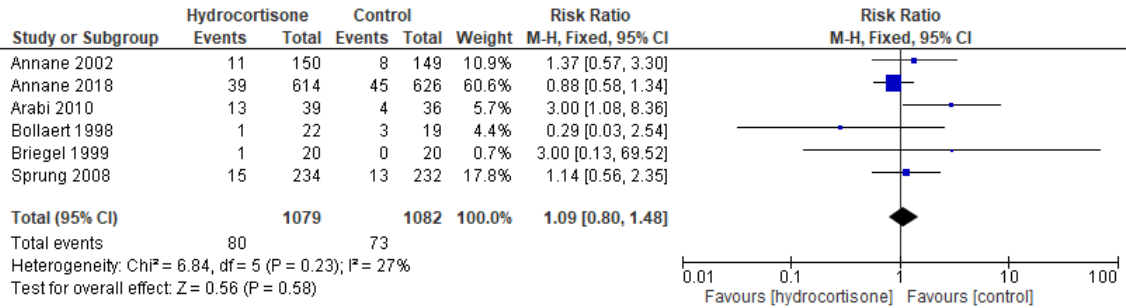 Hydrocortisone Control Risk Ratio Risk Ratio
Study or Subgroup Events Total Events Total Weight M-H, Fixed, 95% CI M-H, Fixed, 95% CI
Annane 2002 11 150 8 149 10.9% 1.37 [0.57, 3.30]
Annane 2018 39 614 45 626 60.6% 0.88 [0.58, 1.34]
Arabi 2010 13 39 4 36 5.7% 3.00 [1.08, 8.36]
Bollaert 1998 1 22 3 19 4.4% 0.29 [0.03, 2.54]
Briegel 1999 1 20 0 20 0.7% 3.00 [0.13, 69.52]
Sprung 2008 15 234 13 232 17.8% 1.14 [0.56, 2.35]
Total (95% CI) 1079 1082 100.0% 1.09 [0.80, 1.48]
Total events 80 73
Heterogeneity: Chi² = 6.84, df = 5 (P = 0.23); I² = 27%
Test for overall effect: Z = 0.56 (P = 0.58)
0.01 0.1 1 10 100
Favours [hydrocortisone] Favours [control]